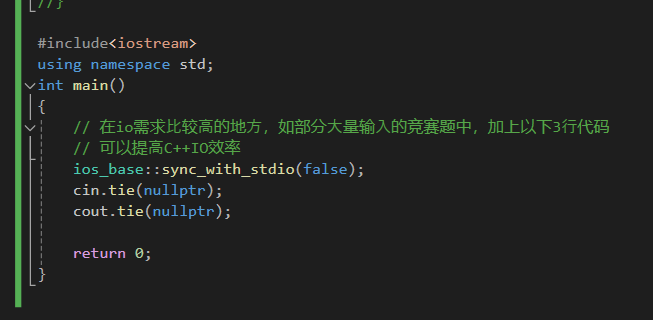 //}
#include<iostream>
using namespace std;
int main()
{
// 在io需求比较高的地方，如部分大量输入的竞赛题中，加上以下3行代码
// 可以提高C++IO效率
ios_base::sync_with_stdio(false);
cin.tie(nullptr);
cout.tie(nullptr);
return 0;
}